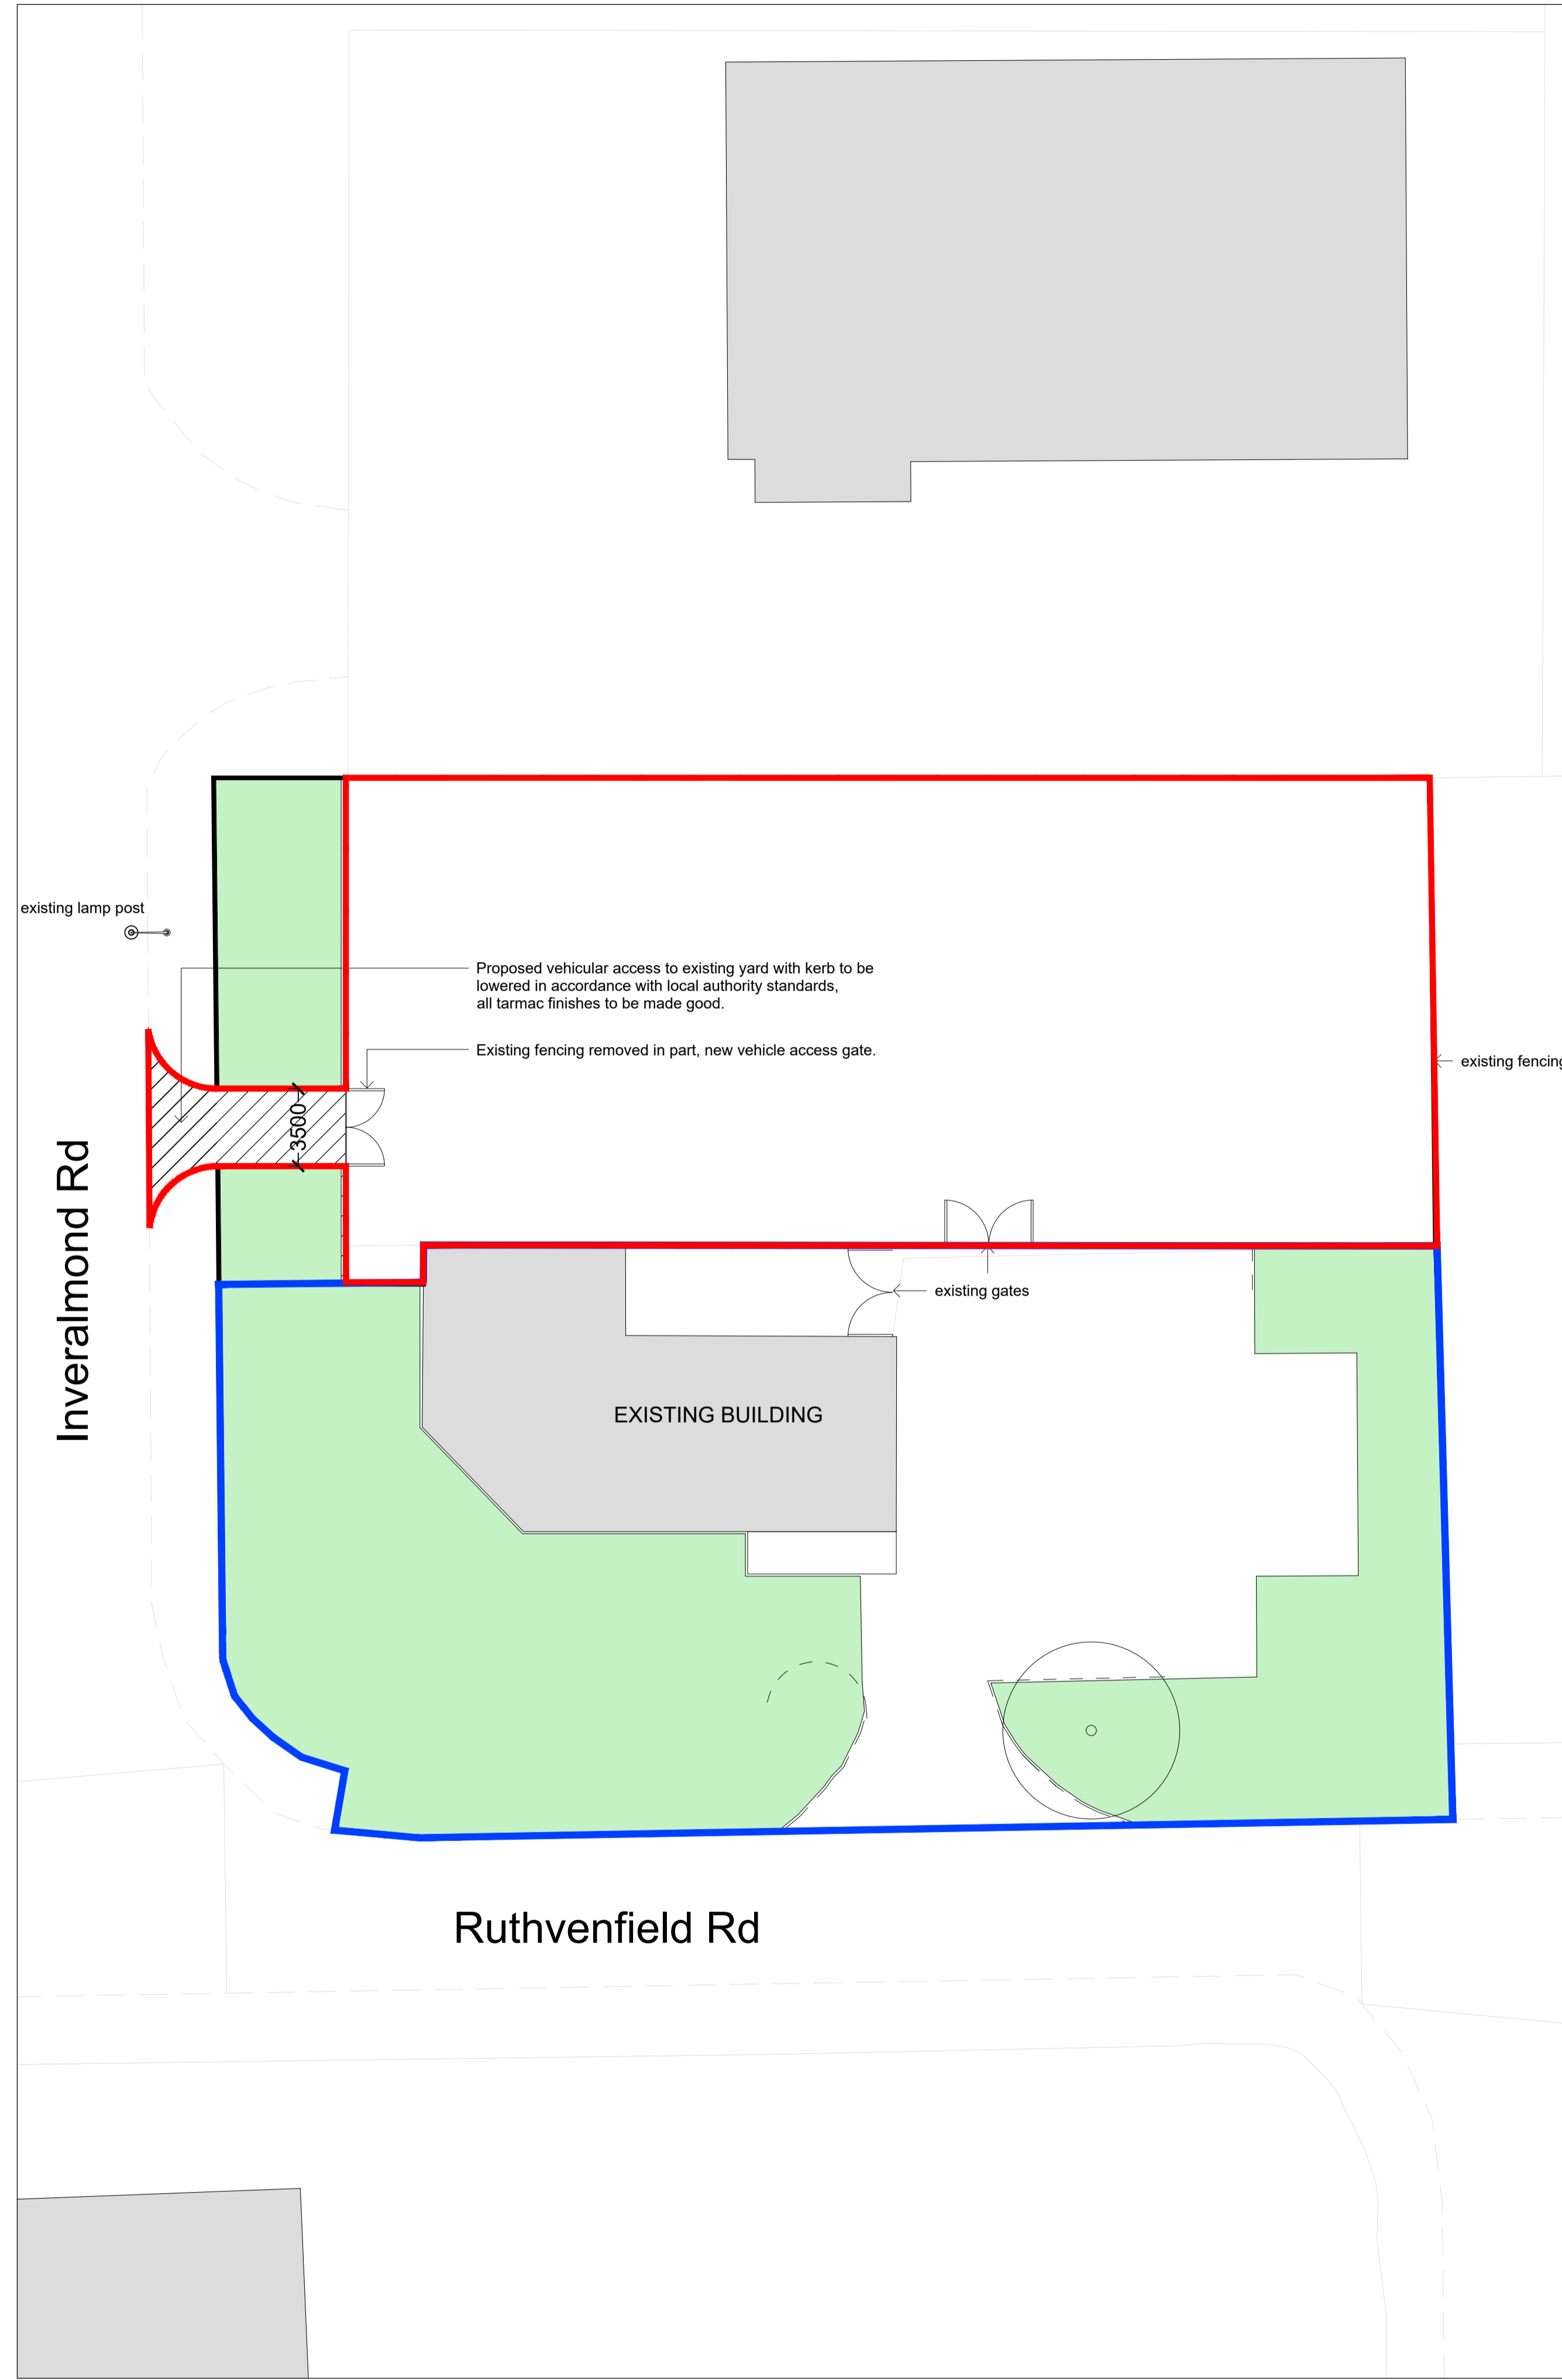 existing lamp post
Proposed vehicular access to existing yard with kerb to be
lowered in accordance with local authority standards,
all tarmac finishes to be made good.
Existing fencing removed in part, new vehicle access gate.
existing fencing
3500
Inveralmond Rd
existing gates
EXISTING BUILDING
Ruthvenfield Rd